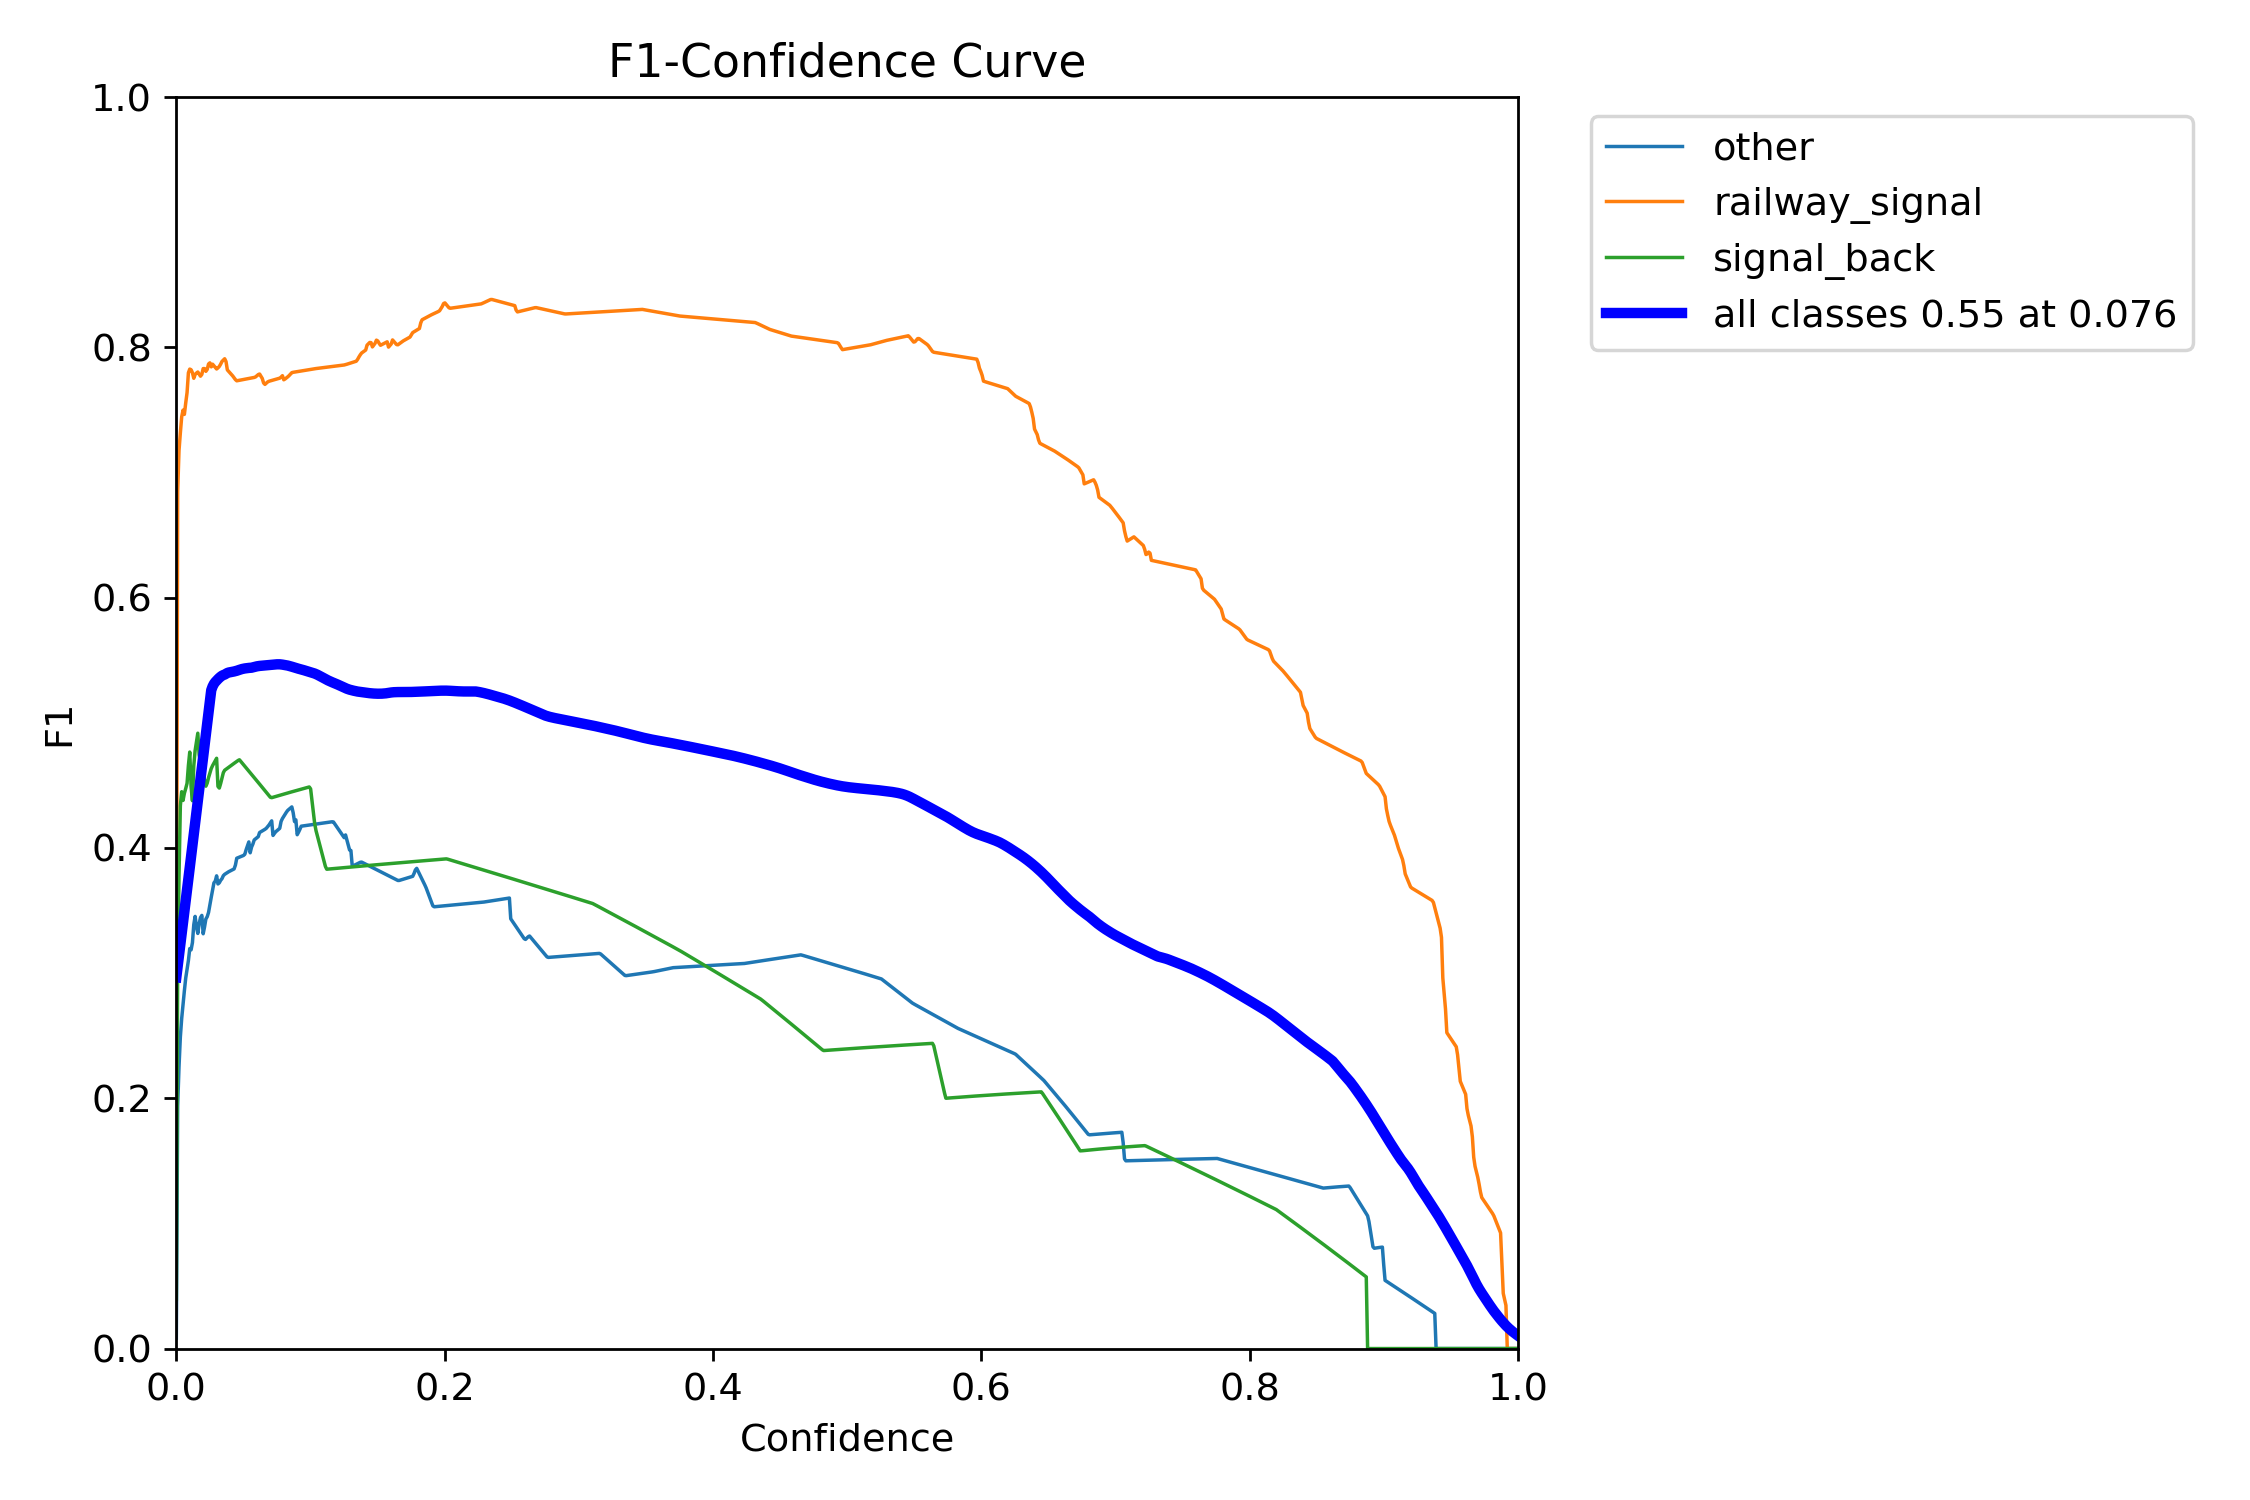 F1-Confidence Curve
1.0
0.8
0.6
0.4
0.2
0.0
F1
0.0 0.2 0.4 0.6 0.8 1.0
Confidence
other
railway_signal
signal_back
all classes 0.55 at 0.076